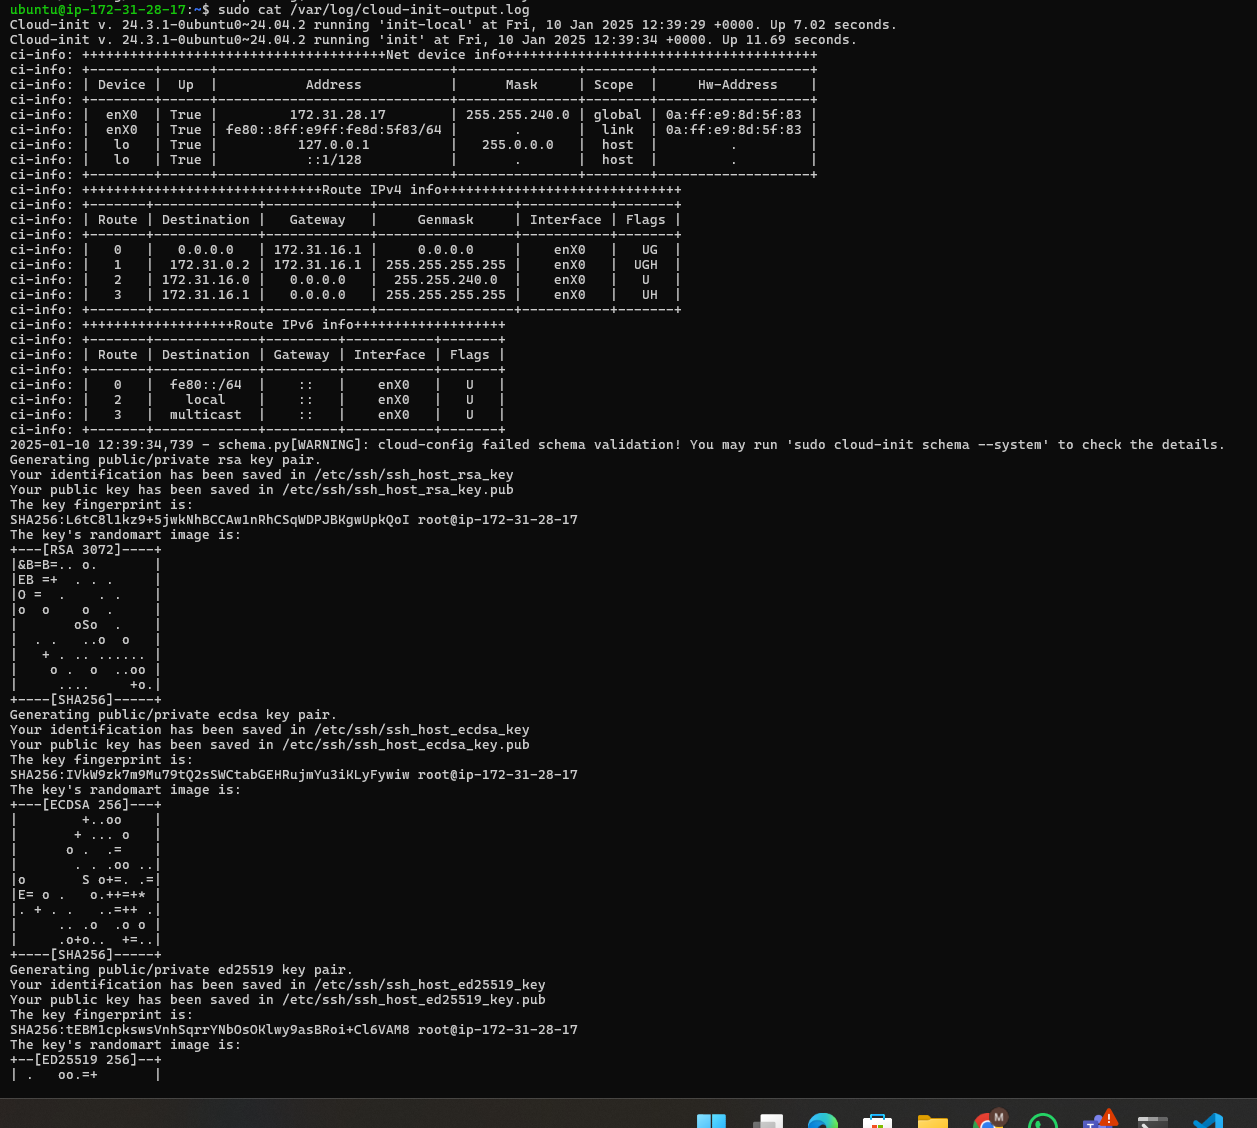 ubuntu@ip-172-31-28-17:~$ sudo cat /var/log/cloud-init-output.log
Cloud-init v. 24.3.1-0ubuntu0~24.04.2 running 'init-local' at Fri, 10 Jan 2025 12:39:29 +0000. Up 7.02 seconds.
Cloud-init v. 24.3.1-0ubuntu0~24.04.2 running 'init' at Fri, 10 Jan 2025 12:39:34 +0000. Up 11.69 seconds.
ci-info: ++++++++++++++++++++++++++++++++++++++Net device info+++++++++++++++++++++++++++++++++++++++
ci-info: +--------+------+------------------------------+---------------+--------+-------------------+
ci-info: | Device |  Up  |           Address            |      Mask     | Scope  |     Hw-Address    |
ci-info: +--------+------+------------------------------+---------------+--------+-------------------+
ci-info: |  enX0  | True |         172.31.28.17         | 255.255.240.0 | global | 0a:ff:e9:8d:5f:83 |
ci-info: |  enX0  | True | fe80::8ff:e9ff:fe8d:5f83/64 |       .       |  link  | 0a:ff:e9:8d:5f:83 |
ci-info: |   lo   | True |          127.0.0.1           |   255.0.0.0   |  host  |         .         |
ci-info: |   lo   | True |           ::1/128            |       .       |  host  |         .         |
ci-info: +--------+------+------------------------------+---------------+--------+-------------------+
ci-info: ++++++++++++++++++++++++++++++Route IPv4 info++++++++++++++++++++++++++++++
ci-info: +-------+-------------+-------------+-----------------+-----------+-------+
ci-info: | Route | Destination |   Gateway   |     Genmask     | Interface | Flags |
ci-info: +-------+-------------+-------------+-----------------+-----------+-------+
ci-info: |   0   |   0.0.0.0   | 172.31.16.1 |     0.0.0.0     |    enX0   |   UG  |
ci-info: |   1   |  172.31.0.2 | 172.31.16.1 | 255.255.255.255 |    enX0   |  UGH  |
ci-info: |   2   | 172.31.16.0 |   0.0.0.0   |  255.255.240.0  |    enX0   |   U   |
ci-info: |   3   | 172.31.16.1 |   0.0.0.0   | 255.255.255.255 |    enX0   |   UH  |
ci-info: +-------+-------------+-------------+-----------------+-----------+-------+
ci-info: +++++++++++++++++++Route IPv6 info+++++++++++++++++++
ci-info: +-------+-------------+---------+-----------+-------+
ci-info: | Route | Destination | Gateway | Interface | Flags |
ci-info: +-------+-------------+---------+-----------+-------+
ci-info: |   0   |  fe80::/64  |    ::   |    enX0   |   U   |
ci-info: |   2   |    local    |    ::   |    enX0   |   U   |
ci-info: |   3   |  multicast  |    ::   |    enX0   |   U   |
ci-info: +-------+-------------+---------+-----------+-------+
2025-01-10 12:39:34,739 - schema.py[WARNING]: cloud-config failed schema validation! You may run 'sudo cloud-init schema --system' to check the details.
Generating public/private rsa key pair.
Your identification has been saved in /etc/ssh/ssh_host_rsa_key
Your public key has been saved in /etc/ssh/ssh_host_rsa_key.pub
The key fingerprint is:
SHA256:L6tC8l1kz9+5jwkNhBCCAw1nRhCSqWDPJBKgwUpkQoI root@ip-172-31-28-17
The key's randomart image is:
+---[RSA 3072]----+
|&B=B=.. o.       |
|EB =+  . . .     |
|O =  .    . .    |
|o  o    o  .     |
|       oSo  .    |
|  . .   ..o  o   |
|   + . .. ...... |
|    o .  o  ..oo |
|     ....     +o.|
+----[SHA256]-----+
Generating public/private ecdsa key pair.
Your identification has been saved in /etc/ssh/ssh_host_ecdsa_key
Your public key has been saved in /etc/ssh/ssh_host_ecdsa_key.pub
The key fingerprint is:
SHA256:IVkW9zk7m9Mu79tQ2sSWCtabGEHRujmYu3iKLyFywiw root@ip-172-31-28-17
The key's randomart image is:
+---[ECDSA 256]---+
|        +..oo    |
|       + ... o   |
|      o .  .=    |
|       . . .oo ..|
|o       S o+=. .=|
|E= o .   o.++=+* |
|. + . .   ..=++ .|
|     .. .o  .o o |
|     .o+o..  +=..|
+----[SHA256]-----+
Generating public/private ed25519 key pair.
Your identification has been saved in /etc/ssh/ssh_host_ed25519_key
Your public key has been saved in /etc/ssh/ssh_host_ed25519_key.pub
The key fingerprint is:
SHA256:tEBM1cpkswsVnhSqrrYNbOsOKlwy9asBRoi+Cl6VAM8 root@ip-172-31-28-17
The key's randomart image is:
+--[ED25519 256]--+
| .   oo.=+       |
M